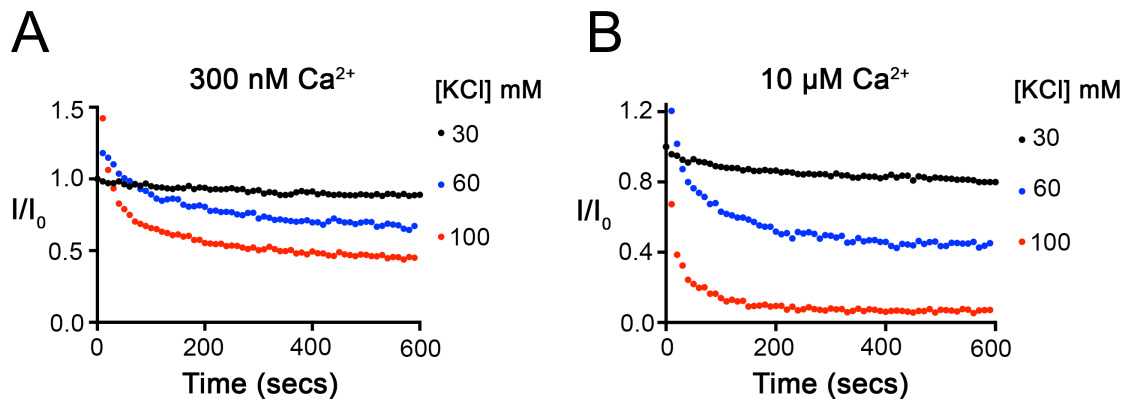 A
300 nM Ca²⁺
[KCl] mM
30
60
100
1.5
1.0
0.5
0.0
I/I₀
0 200 400 600
Time (secs)
B
10 µM Ca²⁺
[KCl] mM
30
60
100
1.2
0.8
0.4
0.0
I/I₀
0 200 400 600
Time (secs)